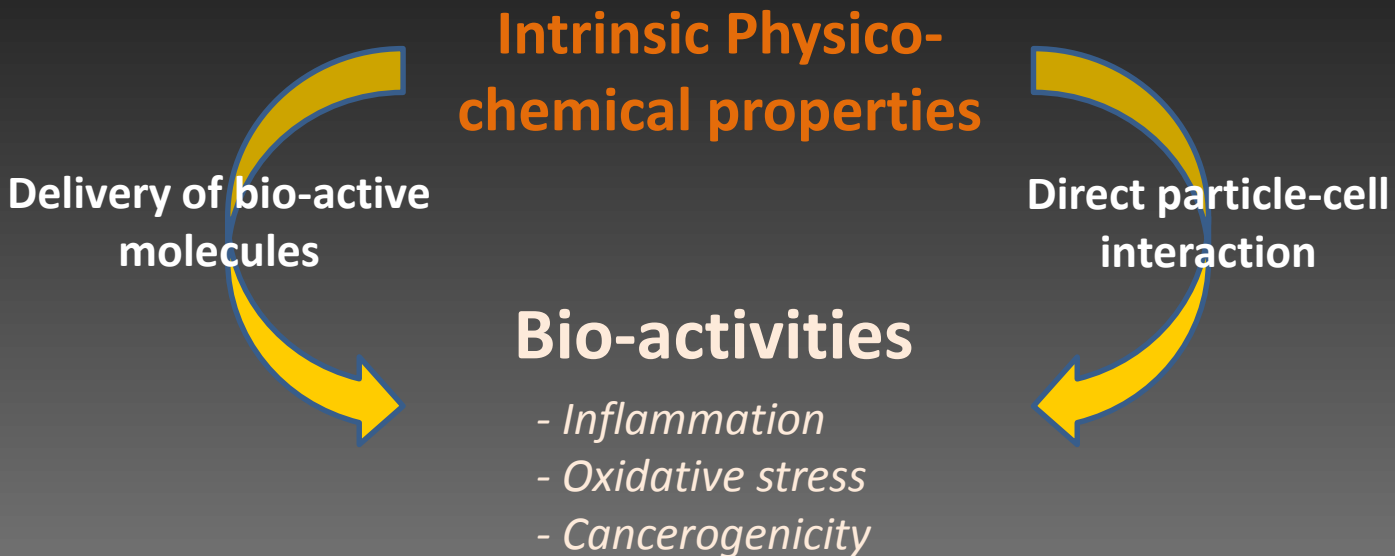 Intrinsic Physico-
chemical properties
Delivery of bio-active
molecules
Direct particle-cell
interaction
Bio-activities
- Inflammation
- Oxidative stress
- Cancerogenicity